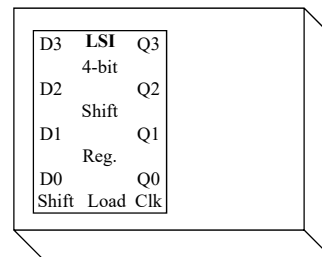 D3 LSI Q3
4-bit
D2 Q2
Shift
D1 Q1
Reg.
D0 Q0
Shift Load Clk